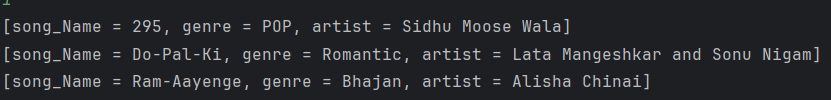 [song_Name = 295, genre = POP, artist = Sidhu Moose Wala]
[song_Name = Do-Pal-Ki, genre = Romantic, artist = Lata Mangeshkar and Sonu Nigam]
[song_Name = Ram-Aayenge, genre = Bhajan, artist = Alisha Chinai]